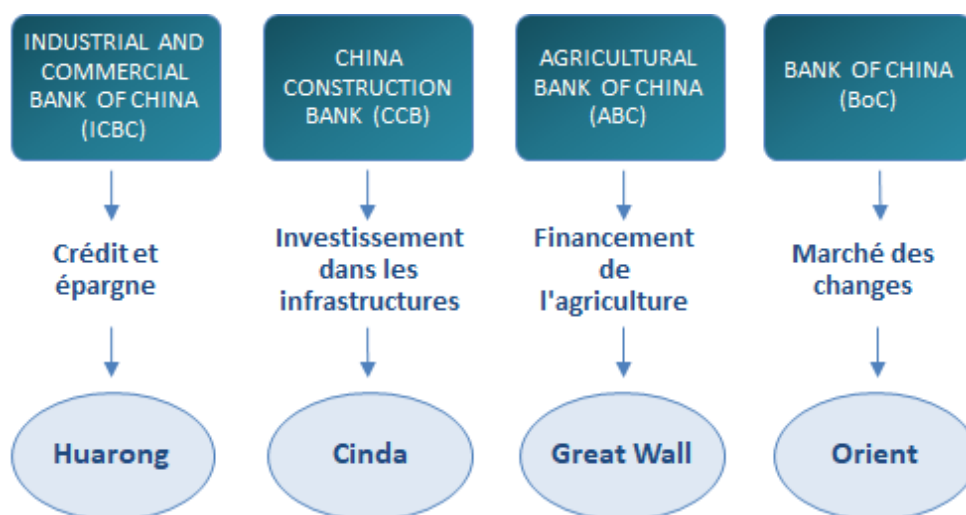 INDUSTRIAL AND
COMMERCIAL
BANK OF CHINA
(ICBC)
CHINA
CONSTRUCTION
BANK (CCB)
AGRICULTURAL
BANK OF CHINA
(ABC)
BANK OF CHINA
(BoC)
Crédit et
épargne
Investissement
dans les
infrastructures
Financement
de
l'agriculture
Marché des
changes
Huarong
Cinda
Great Wall
Orient